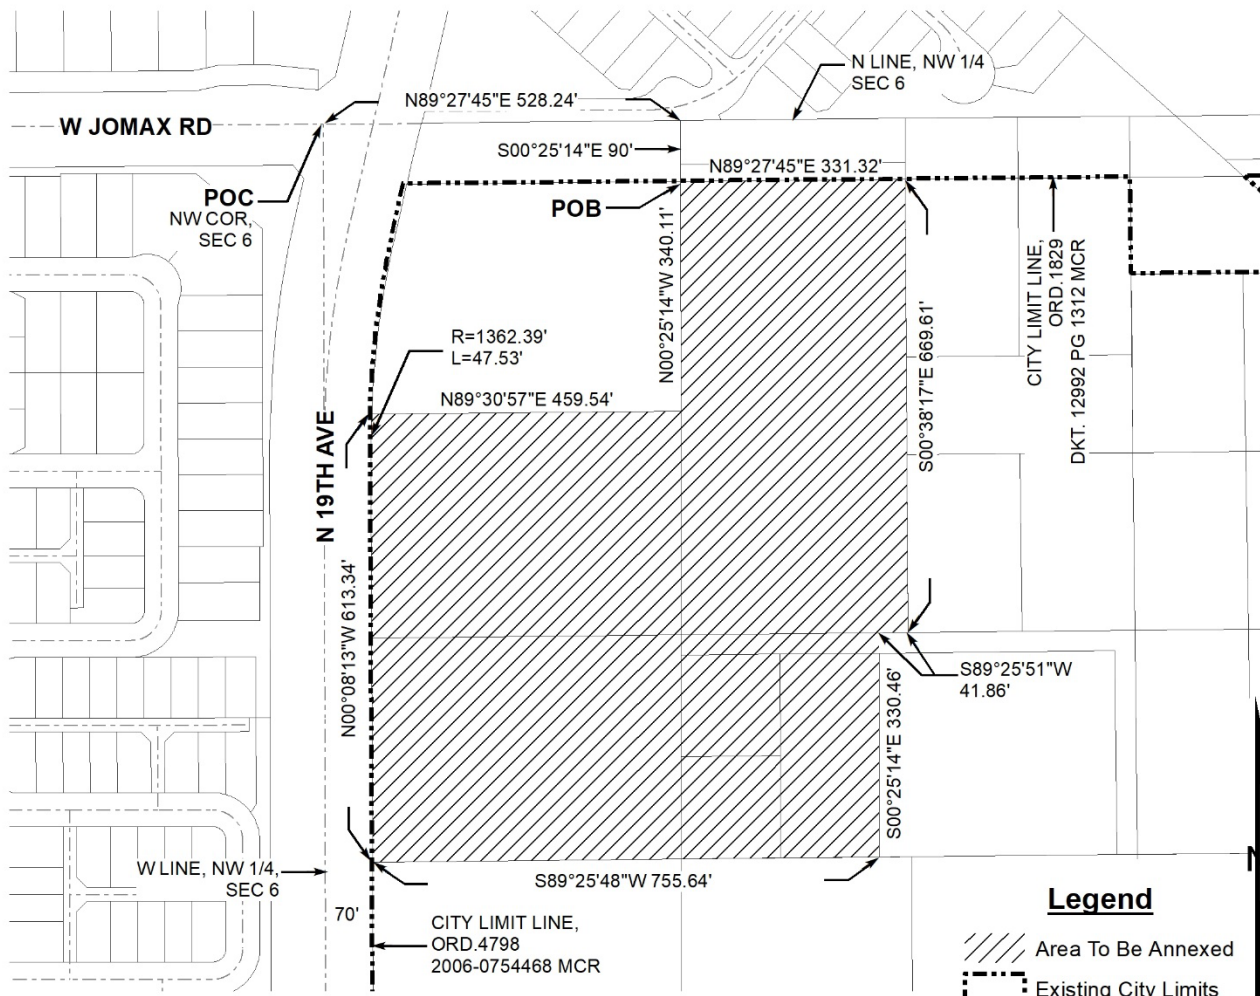 N LINE, NW 1/4
SEC 6
N89°27'45"E 528.24'
W JOMAX RD
S00°25'14"E 90'
N89°27'45"E 331.32'
POC
NW COR,
SEC 6
POB
N00°25'14"W 340.11'
CITY LIMIT LINE,
ORD.1829
DKT. 12992 PG 1312 MCR
R=1362.39'
L=47.53'
S00°38'17"E 669.61'
N89°30'57"E 459.54'
N 19TH AVE
N00°08'13"W 613.34'
S89°25'51"W
41.86'
S00°25'14"E 330.46'
W LINE, NW 1/4,
SEC 6
S89°25'48"W 755.64'
70'
CITY LIMIT LINE,
ORD.4798
2006-0754468 MCR
Legend
Area To Be Annexed
Existing City Limits